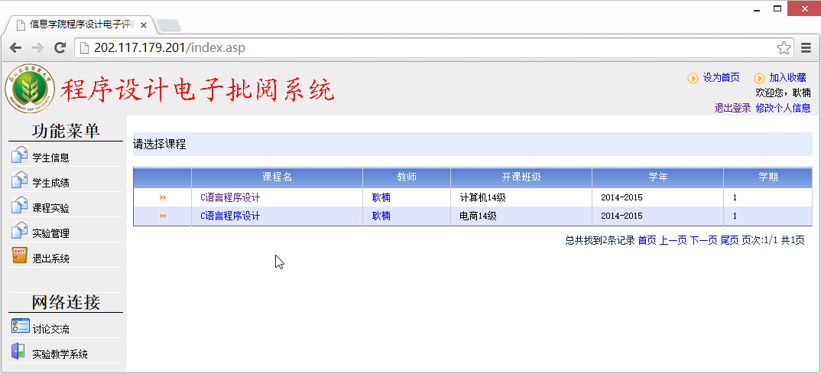 信息学院程序设计电子评
202.117.179.201/index.asp
程序设计电子批阅系统
设为首页 加入收藏
欢迎您，耿楠
退出登录 修改个人信息
功能菜单
学生信息
学生成绩
课程实验
实验管理
退出系统
网络连接
讨论交流
实验教学系统
请选择课程
课程名 教师 开课班级 学年 学期
C语言程序设计 耿楠 计算机14级 2014-2015 1
C语言程序设计 耿楠 电商14级 2014-2015 1
总共找到2条记录 首页 上一页 下一页 尾页 页次:1/1 共1页